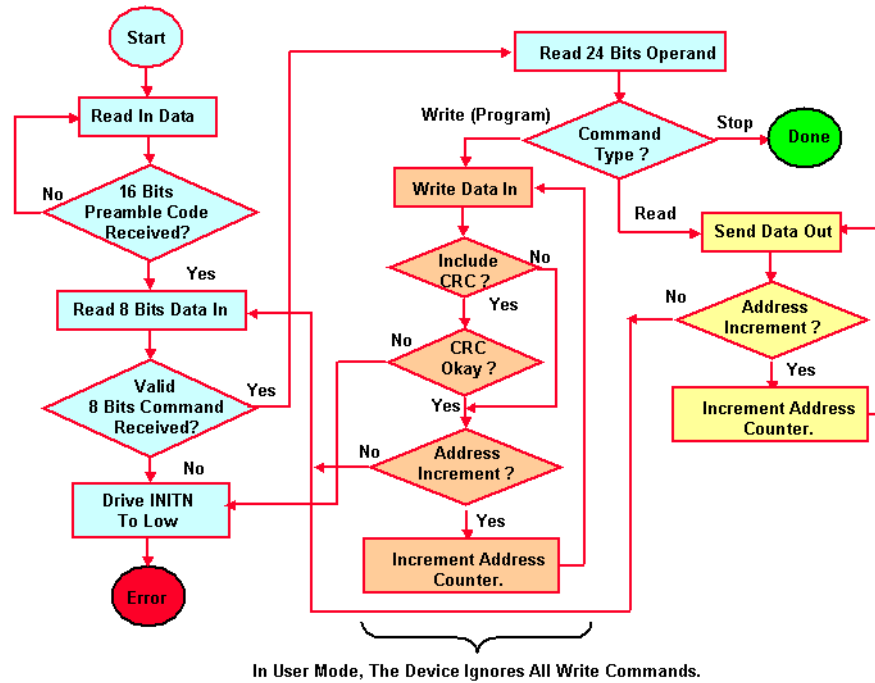 Start
Read In Data
No
16 Bits
Preamble Code
Received?
Yes
Read 8 Bits Data In
Valid
8 Bits Command
Received?
Yes
No
Drive INITN
To Low
Error
Read 24 Bits Operand
Write (Program)
Command
Type ?
Stop
Done
Read
Write Data In
Include
CRC ?
No
Yes
CRC
Okay ?
No
Yes
Address
Increment ?
No
Yes
Increment Address
Counter.
Send Data Out
Address
Increment ?
No
Yes
Increment Address
Counter.
In User Mode, The Device Ignores All Write Commands.